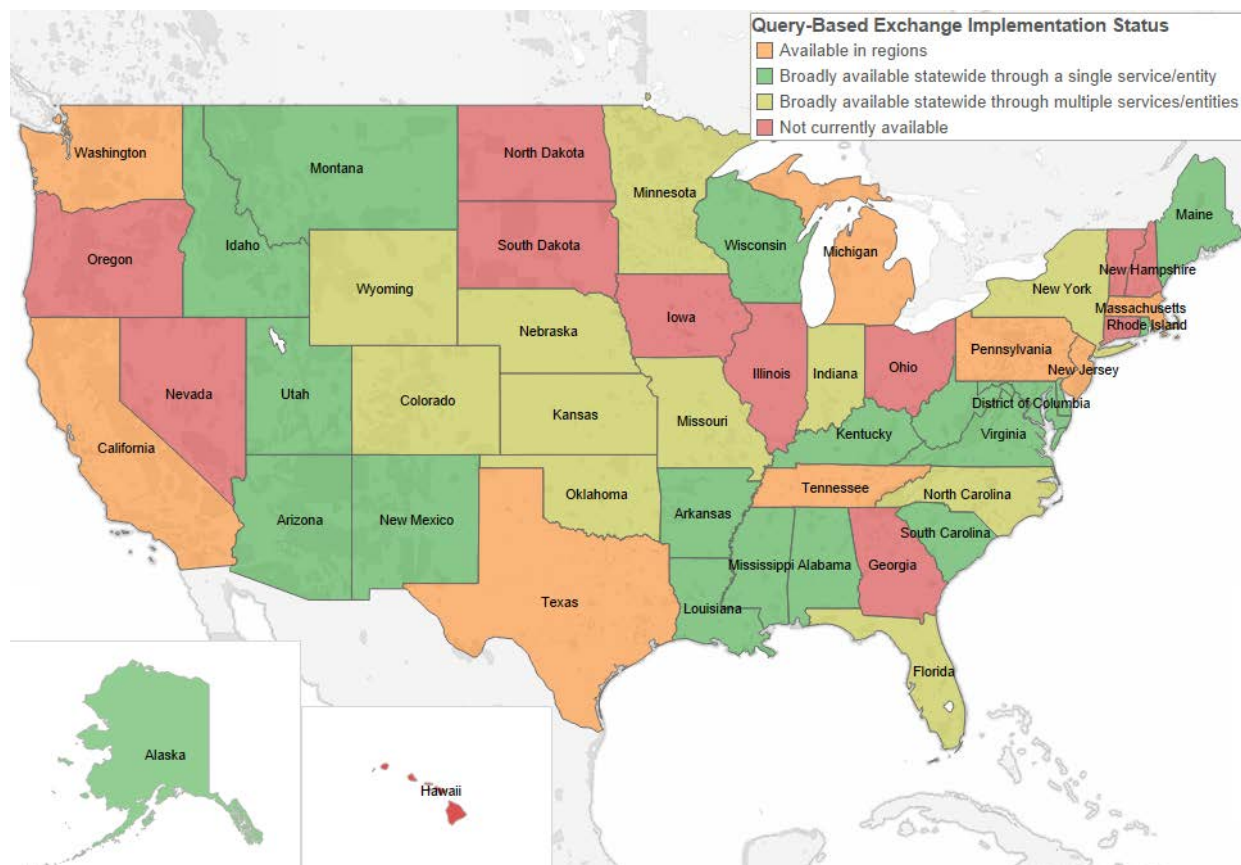 Query-Based Exchange Implementation Status
Available in regions
Broadly available statewide through a single service/entity
Broadly available statewide through multiple services/entities
Not currently available
Washington
Montana
North Dakota
Minnesota
Maine
Oregon
Idaho
South Dakota
Wisconsin
Michigan
New Hampshire
Wyoming
New York
Massachusetts
Iowa
Rhode Island
Nebraska
Pennsylvania
New Jersey
Nevada
Utah
Colorado
Kansas
Missouri
Illinois
Indiana
Ohio
District of Columbia
California
Kentucky
Virginia
Oklahoma
Tennessee
North Carolina
Arizona
New Mexico
Arkansas
South Carolina
Mississippi
Alabama
Georgia
Texas
Louisiana
Florida
Alaska
Hawaii